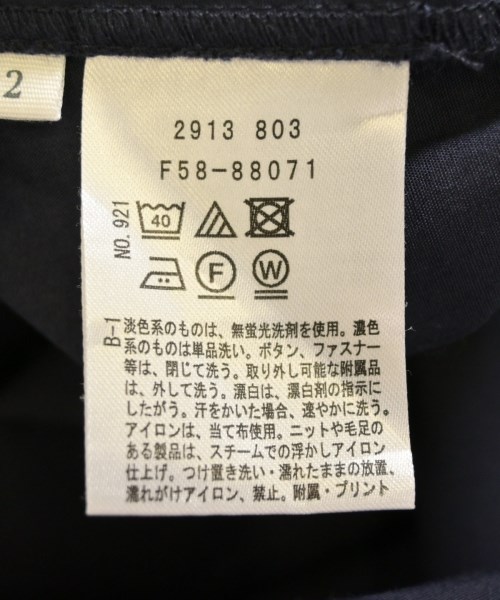 2
2913 803
F58-88071
NO. 921
40
F
W
B-1
淡色系のものは、無蛍光洗剤を使用。濃色
系のものは単品洗い。ボタン、ファスナー
等は、閉じて洗う。取り外し可能な附属品
は、外して洗う。漂白は、漂白剤の指示に
したがう。汗をかいた場合、速やかに洗う。
アイロンは、当て布使用。ニットや毛足の
ある製品は、スチームでの浮かしアイロン
仕上げ。つけ置き洗い・濡れたままの放置、
濡れがけアイロン、禁止。附属・プリント